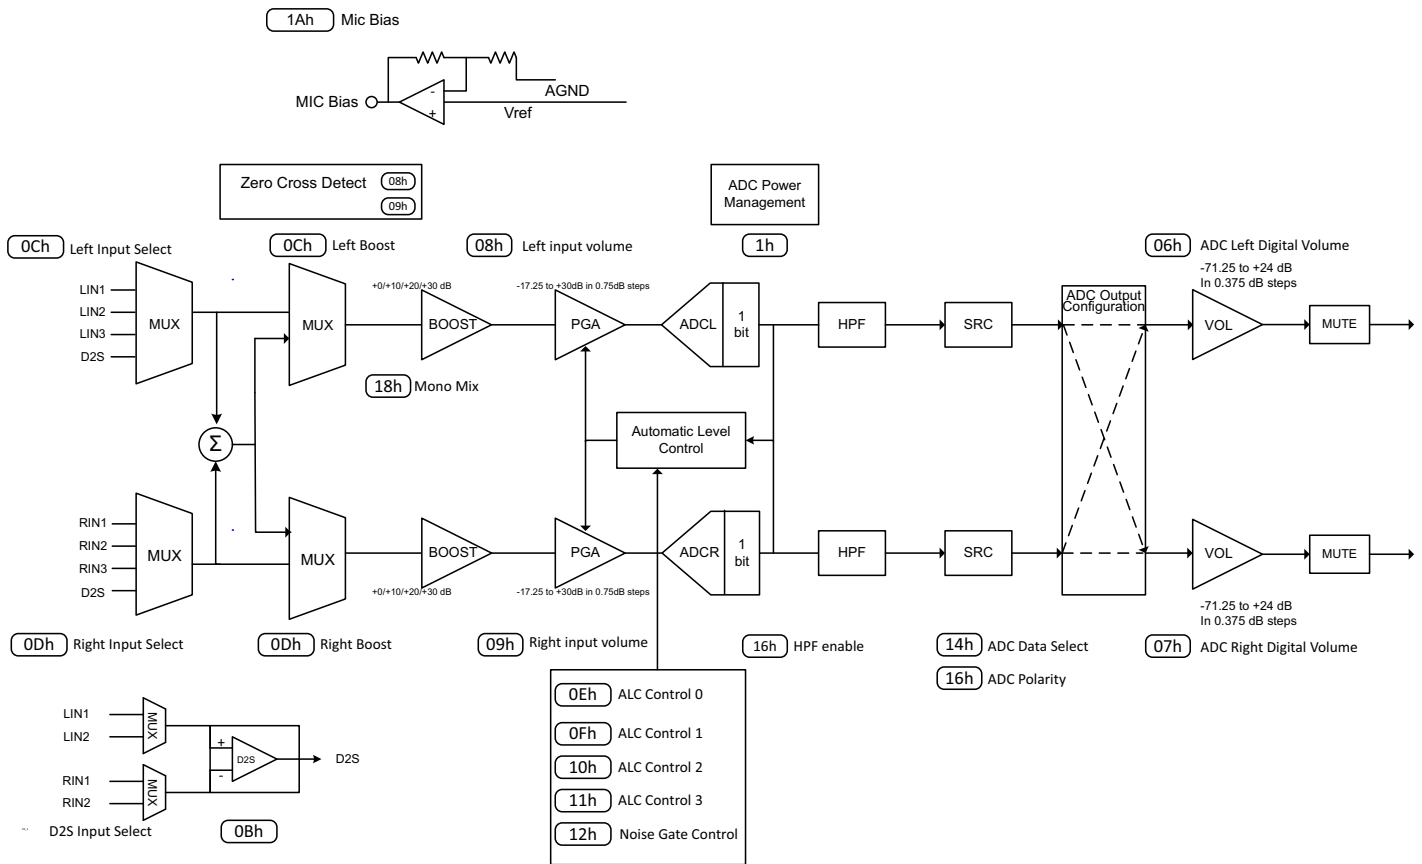 1Ah Mic Bias
AGND
MIC Bias
-
+
Vref
Zero Cross Detect 08h
09h
ADC Power
Management
0Ch Left Input Select
0Ch Left Boost
08h Left input volume
1h
06h ADC Left Digital Volume
-71.25 to +24 dB
In 0.375 dB steps
+0/+10/+20/+30 dB
-17.25 to +30dB in 0.75dB steps
ADC Output
Configuration
LIN1
LIN2
LIN3
D2S
MUX
MUX
BOOST
PGA
ADCL
1
bit
HPF
SRC
VOL
MUTE
18h Mono Mix
Σ
Automatic Level
Control
RIN1
RIN2
RIN3
D2S
MUX
MUX
BOOST
PGA
ADCR
1
bit
HPF
SRC
VOL
MUTE
+0/+10/+20/+30 dB
-17.25 to +30dB in 0.75dB steps
-71.25 to +24 dB
In 0.375 dB steps
0Dh Right Input Select
0Dh Right Boost
09h Right input volume
16h HPF enable
14h ADC Data Select
16h ADC Polarity
07h ADC Right Digital Volume
0Eh ALC Control 0
0Fh ALC Control 1
10h ALC Control 2
11h ALC Control 3
12h Noise Gate Control
LIN1
LIN2
MUX
RIN1
RIN2
MUX
+
-
D2S
D2S
D2S Input Select
0Bh